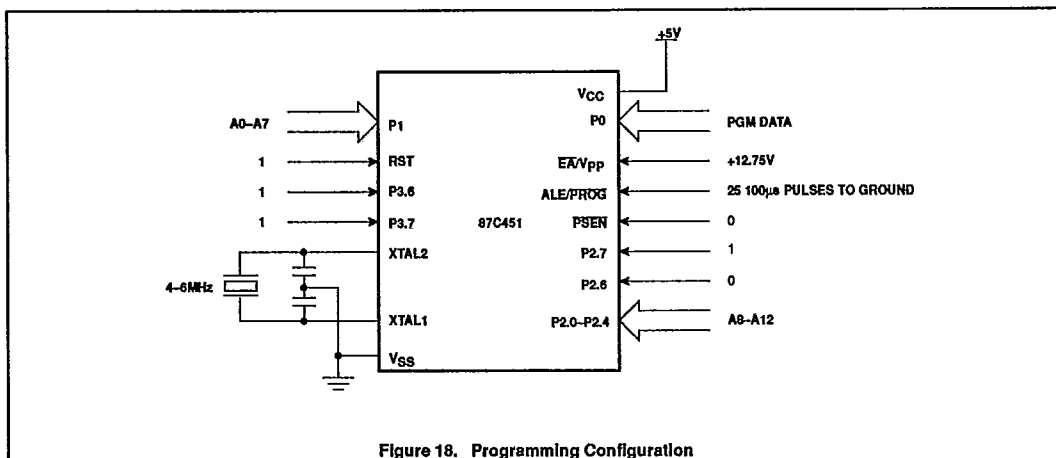 +5V
VCC
A0–A7
P1
P0
PGM DATA
1
RST
EA/VPP
+12.75V
1
P3.6
ALE/PROG
25 100µs PULSES TO GROUND
1
P3.7
87C451
PSEN
0
XTAL2
P2.7
1
4–6MHz
P2.6
0
XTAL1
P2.0–P2.4
A8–A12
VSS
Figure 18. Programming Configuration